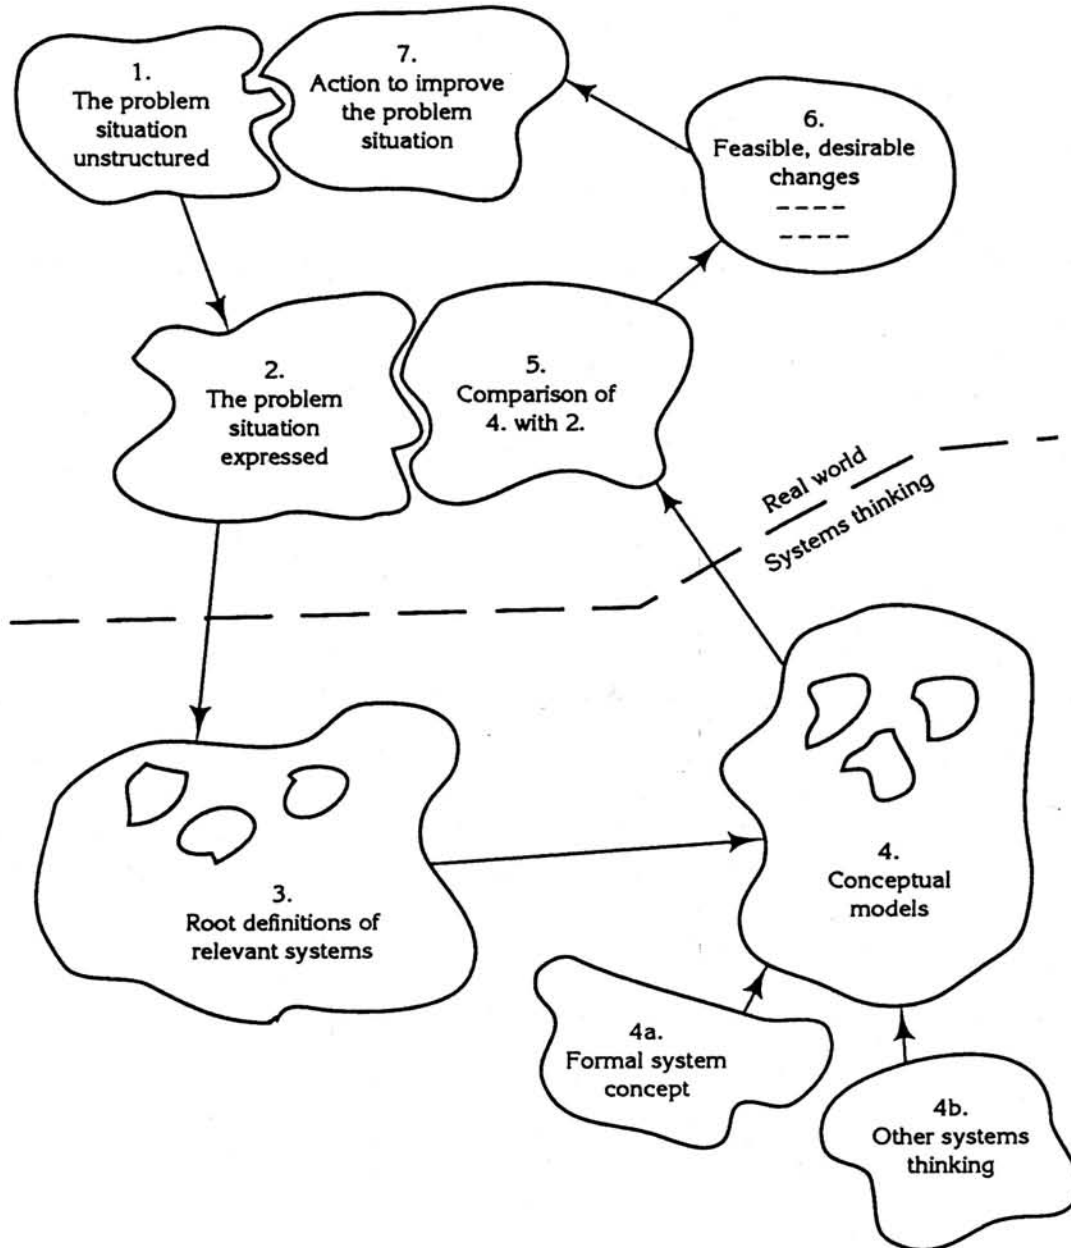 1.
The problem
situation
unstructured
7.
Action to improve
the problem
situation
6.
Feasible, desirable
changes
2.
The problem
situation
expressed
5.
Comparison of
4. with 2.
Real world
Systems thinking
3.
Root definitions of
relevant systems
4.
Conceptual
models
4a.
Formal system
concept
4b.
Other systems
thinking